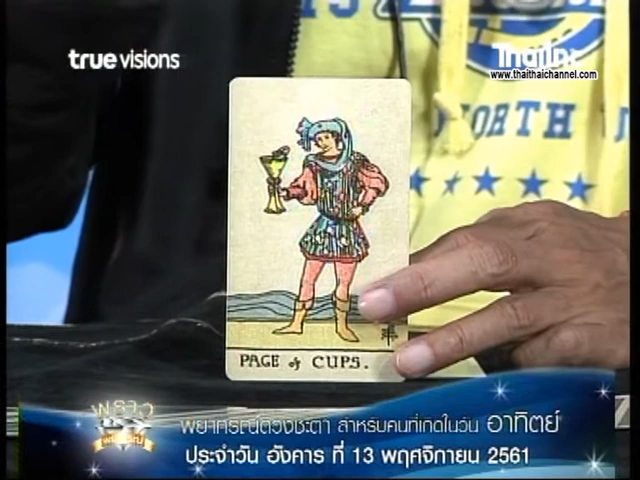 true visions
ThaiThai
www.thaithaichannel.com
NORTH
PAGE of CUPS.
พยากรณ์ดวงชะตา สำหรับคนที่เกิดในวัน อาทิตย์
ประจำวัน อังคาร ที่ 13 พฤศจิกายน 2561